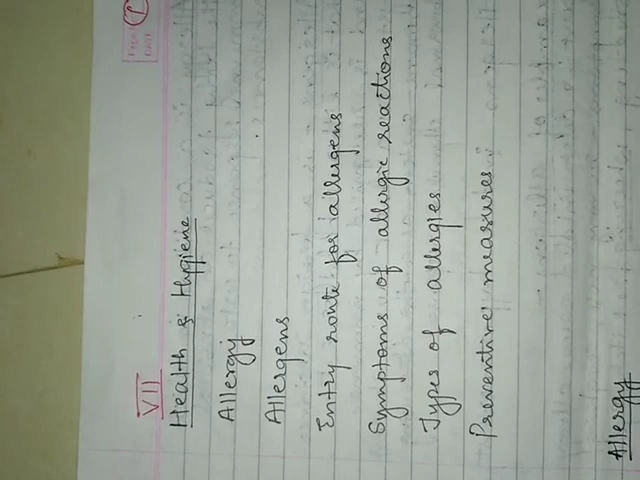 VII
Health & Hygiene
Allergy
Allergens
Entry route for allergens
Symptoms of allergic reactions
Types of allergies
Preventive measures
Allergy